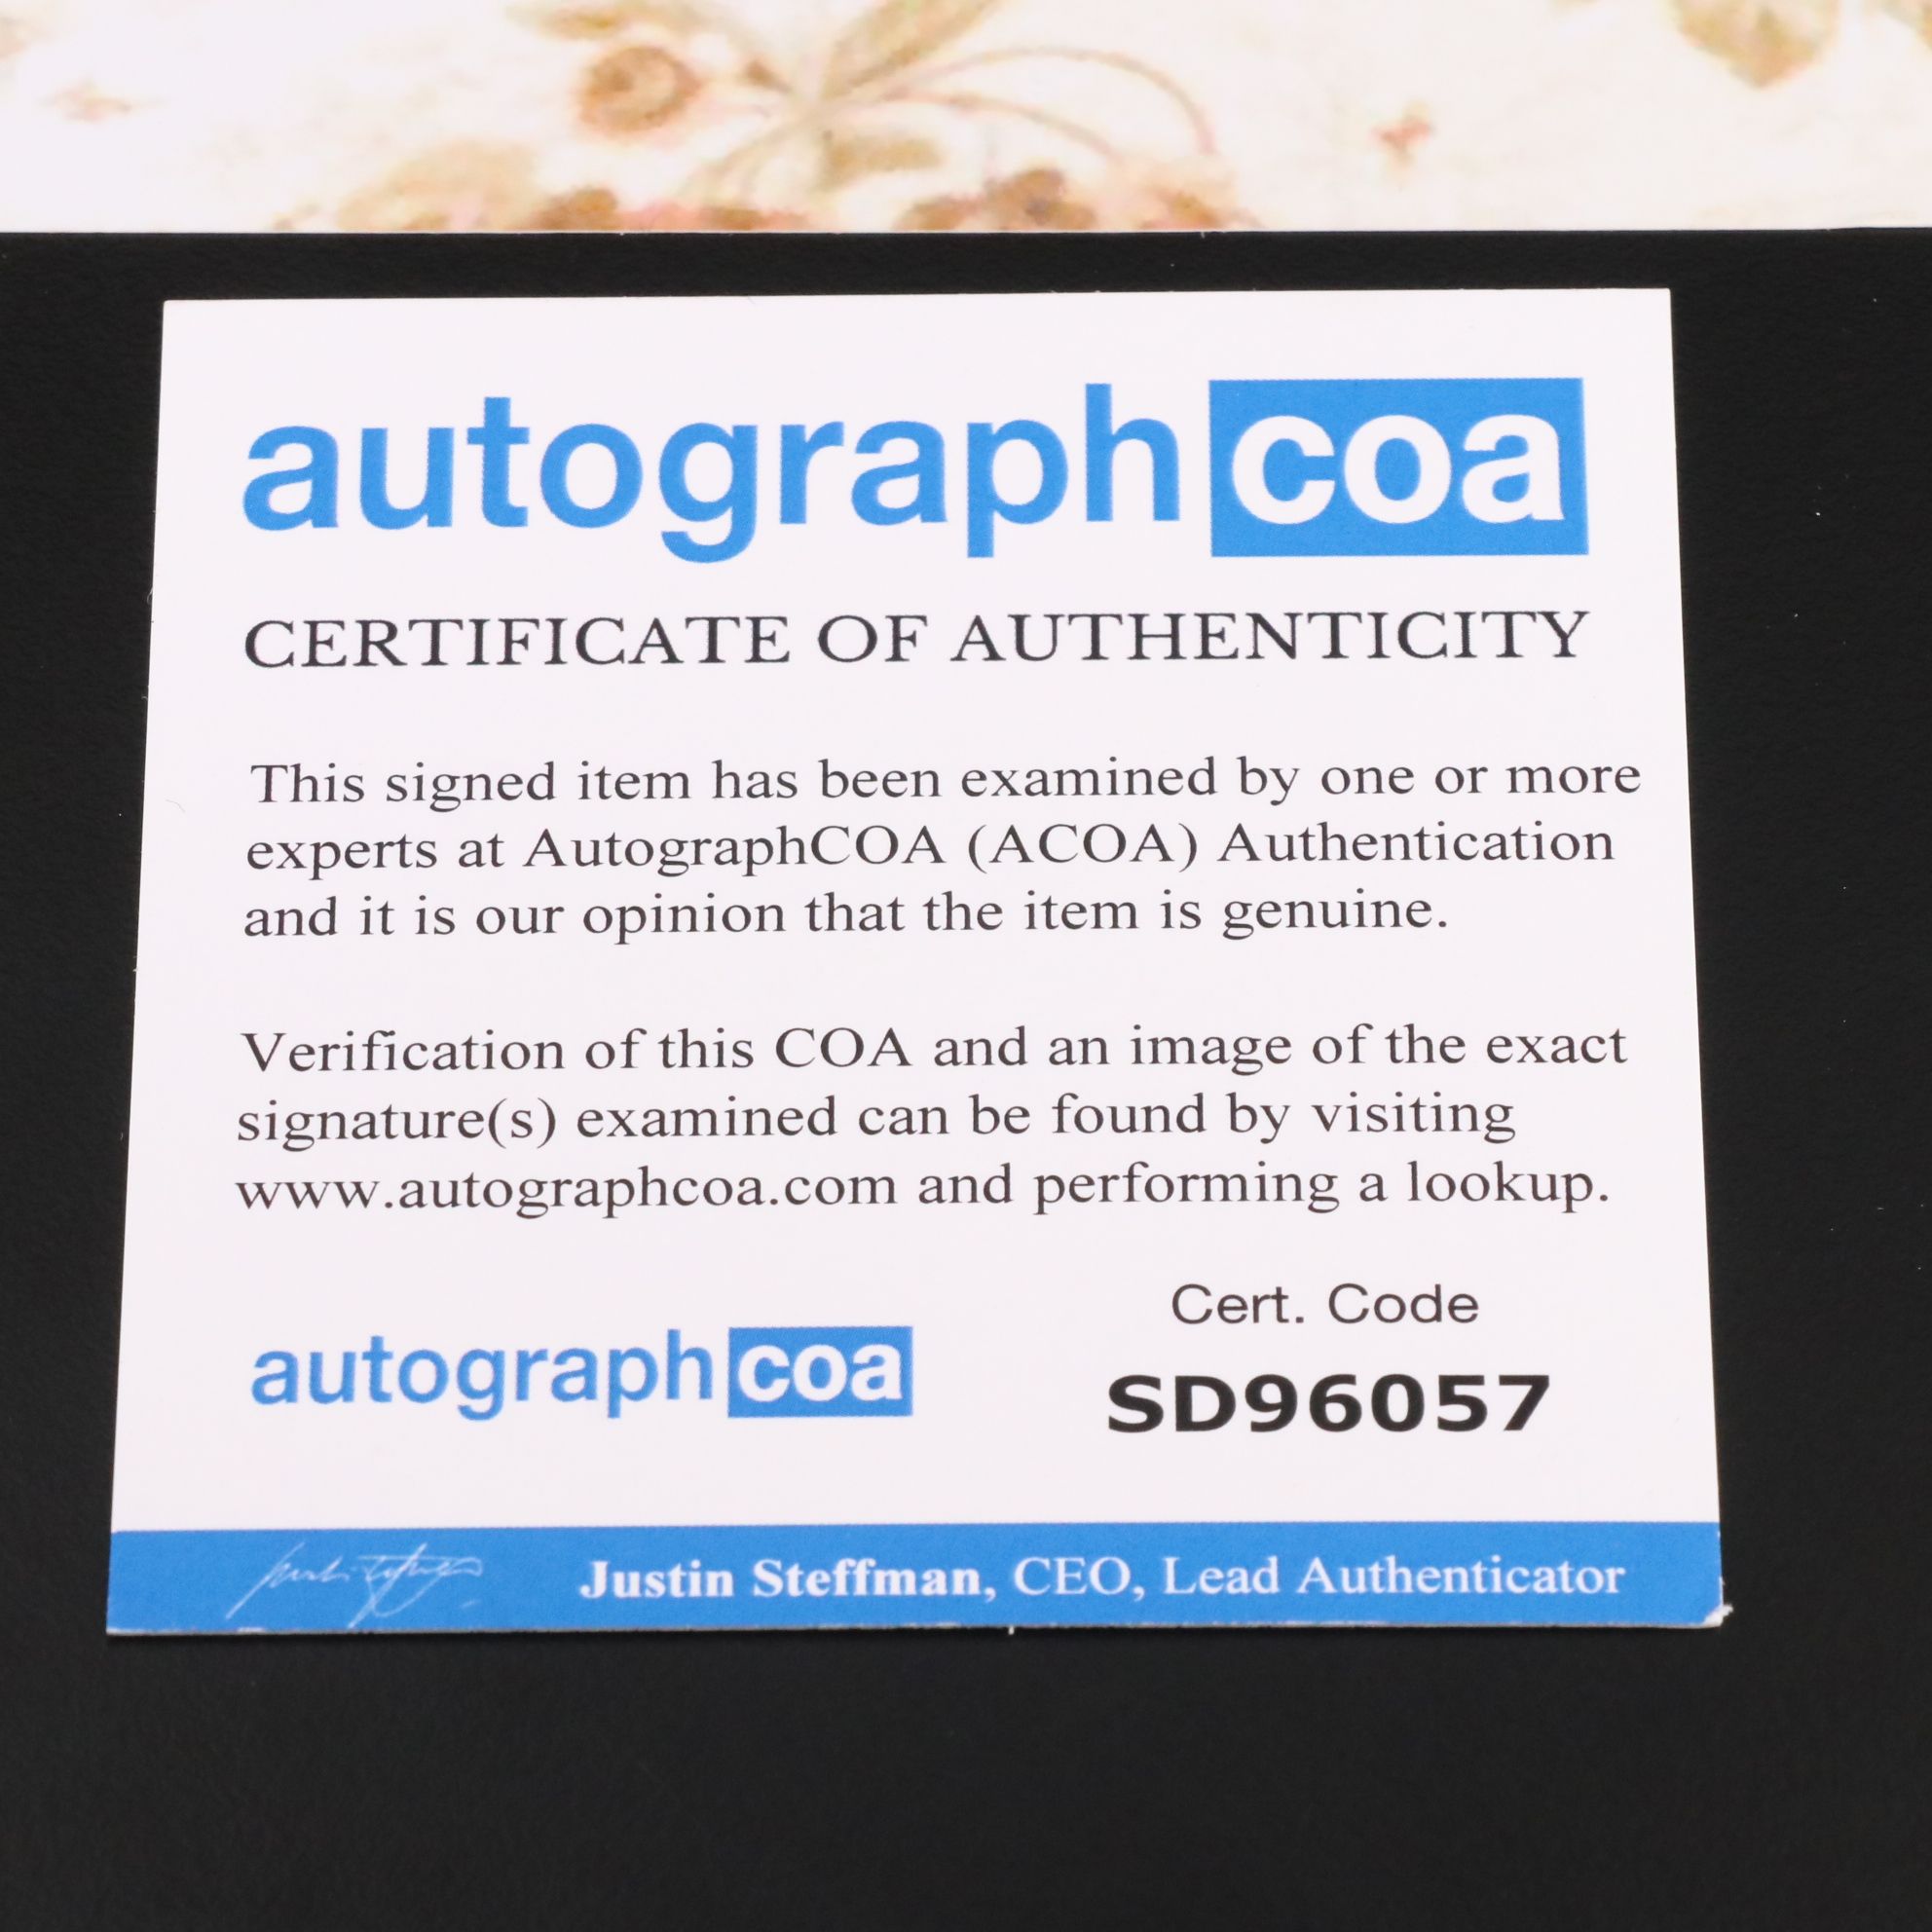 autographcoa
CERTIFICATE OF AUTHENTICITY
This signed item has been examined by one or more
experts at AutographCOA (ACOA) Authentication
and it is our opinion that the item is genuine.
Verification of this COA and an image of the exact
signature(s) examined can be found by visiting
www.autographcoa.com and performing a lookup.
autographcoa
Cert. Code
SD96057
Justin Steffman, CEO, Lead Authenticator